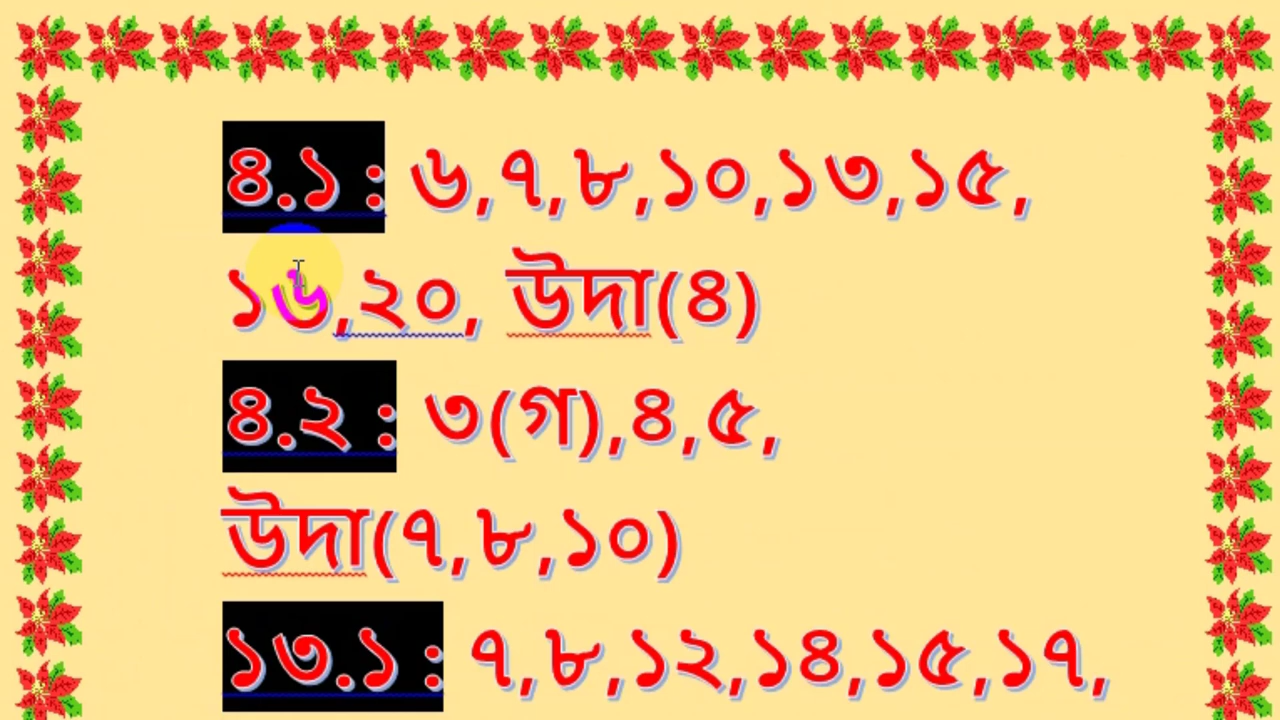 ৪.১ : ৬,৭,৮,১০,১৩,১৫,
১৬,২০, উদা(৪)
৪.২ : ৩(গ),৪,৫,
উদা(৭,৮,১০)
১৩.১ : ৭,৮,১২,১৪,১৫,১৭,